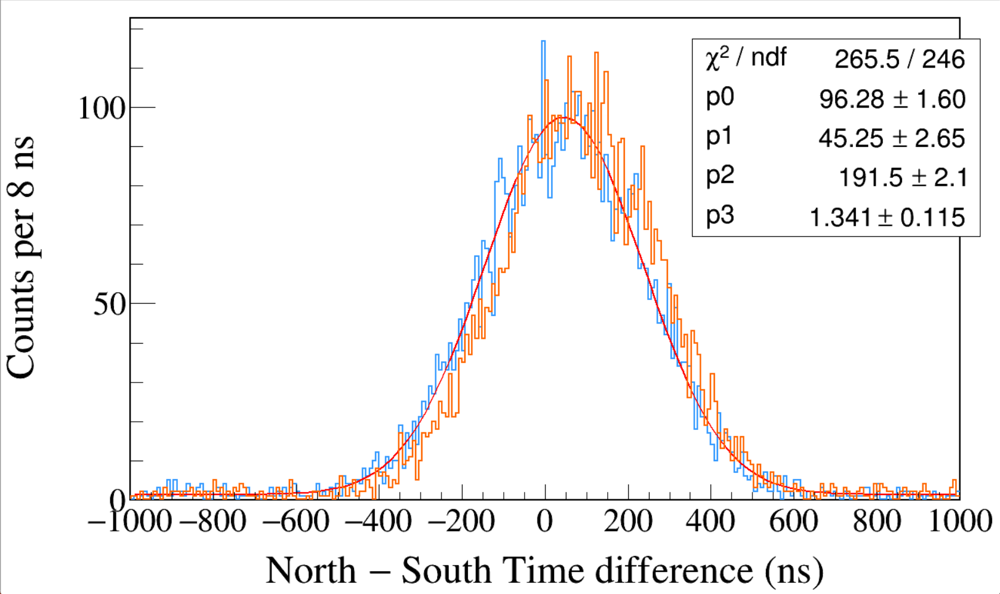 Counts per 8 ns
100
50
0
χ² / ndf 265.5 / 246
p0 96.28 ± 1.60
p1 45.25 ± 2.65
p2 191.5 ± 2.1
p3 1.341 ± 0.115
−1000 −800 −600 −400 −200 0 200 400 600 800 1000
North − South Time difference (ns)